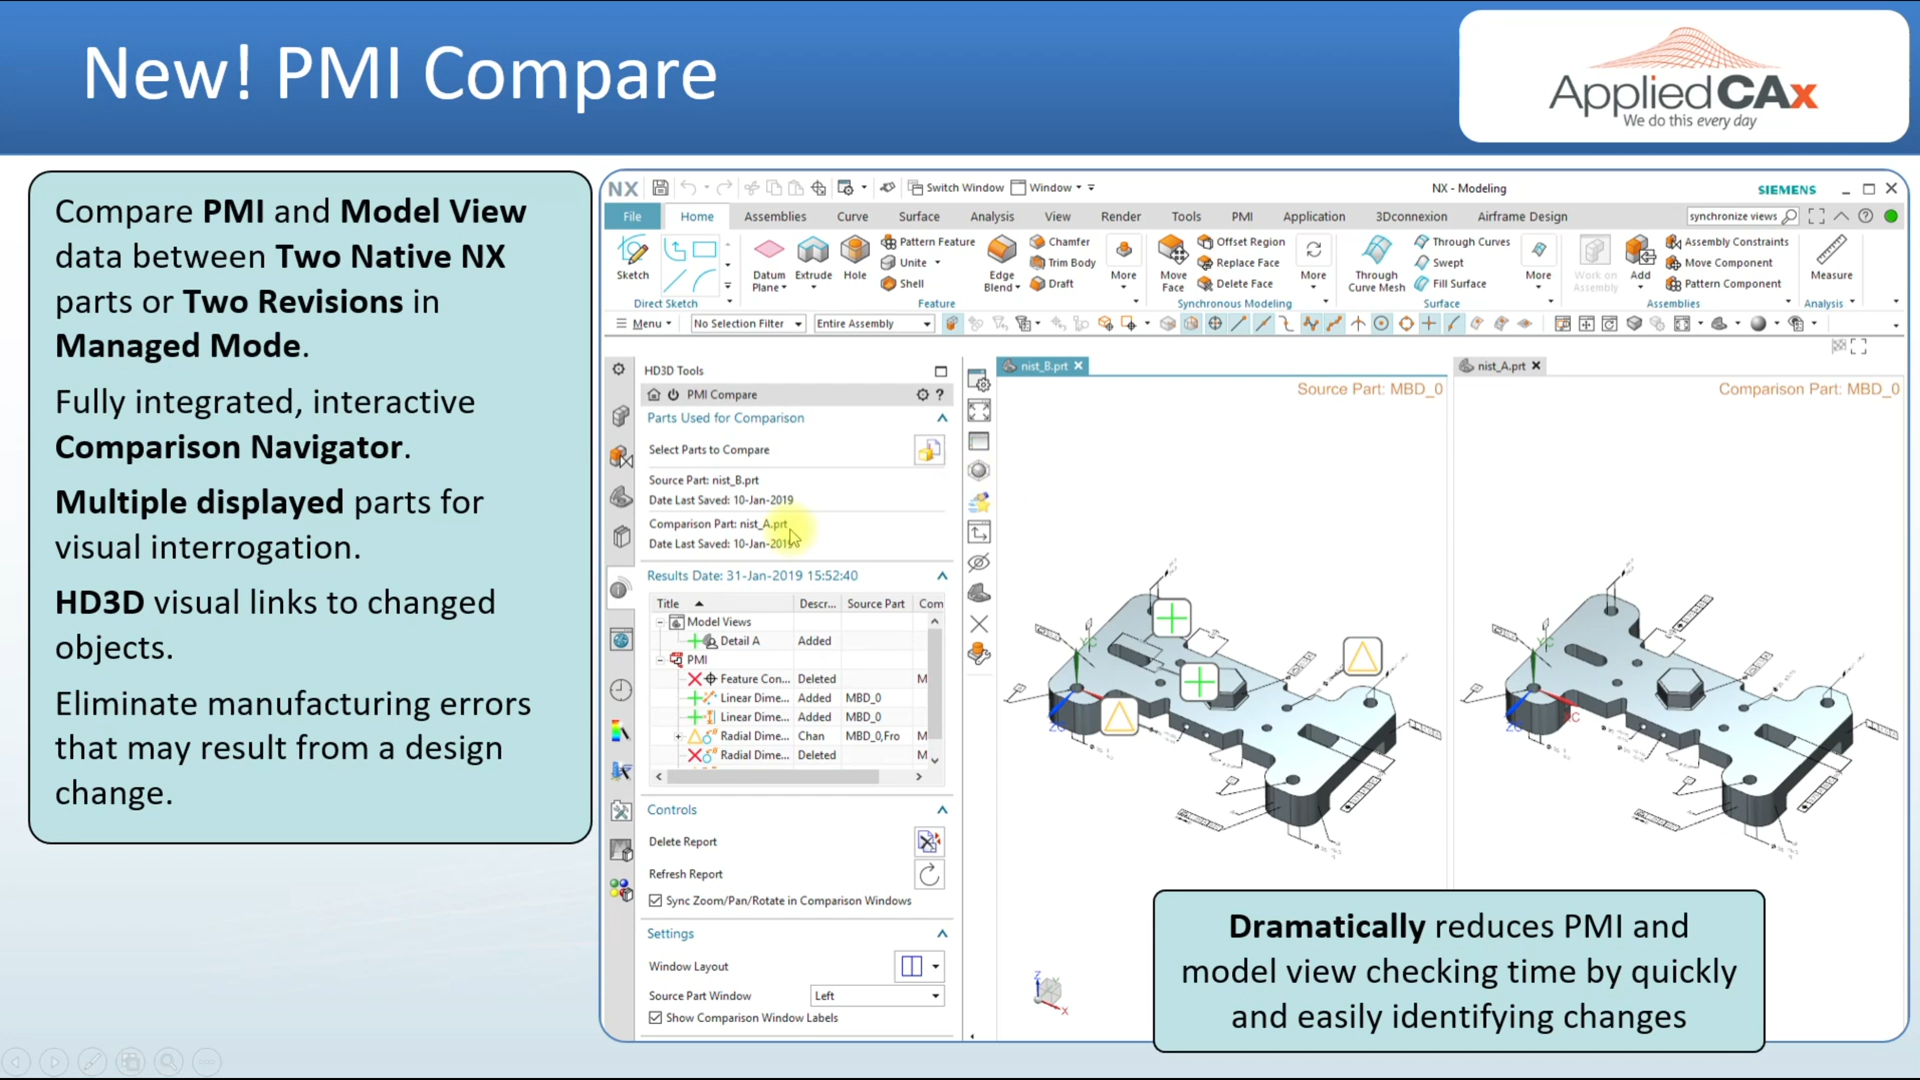 New! PMI Compare
AppliedCAx
We do this every day
Compare PMI and Model View
data between Two Native NX
parts or Two Revisions in
Managed Mode.
Fully integrated, interactive
Comparison Navigator.
Multiple displayed parts for
visual interrogation.
HD3D visual links to changed
objects.
Eliminate manufacturing errors
that may result from a design
change.
NX Switch Window Window NX - Modeling SIEMENS
File Home Assemblies Curve Surface Analysis View Render Tools PMI Application 3Dconnexion Airframe Design synchronize views
Sketch
Direct Sketch
Datum
Plane
Extrude
Hole
Pattern Feature
Unite
Shell
Edge
Blend
Chamfer
Trim Body
Draft
More
Feature
Move
Face
Offset Region
Replace Face
Delete Face
More
Synchronous Modeling
Through
Curve Mesh
Through Curves
Swept
Fill Surface
More
Surface
Work on
Assembly
Add
Assembly Constraints
Move Component
Pattern Component
Assemblies
Measure
Analysis
Menu No Selection Filter Entire Assembly
HD3D Tools
PMI Compare
Parts Used for Comparison
Select Parts to Compare
Source Part: nist_B.prt
Date Last Saved: 10-Jan-2019
Comparison Part: nist_A.prt
Date Last Saved: 10-Jan-2019
Results Date: 31-Jan-2019 15:52:40
Title Descr... Source Part Com
Model Views
Detail A Added
PMI
Feature Con... Deleted M
Linear Dime... Added MBD_0
Linear Dime... Added MBD_0
Radial Dime... Chan MBD_0,Fro M
Radial Dime... Deleted M
Controls
Delete Report
Refresh Report
Sync Zoom/Pan/Rotate in Comparison Windows
Settings
Window Layout
Source Part Window Left
Show Comparison Window Labels
nist_B.prt
Source Part: MBD_0
nist_A.prt
Comparison Part: MBD_0
YC
ZC
YC
XC
ZC
Z
X
Dramatically reduces PMI and
model view checking time by quickly
and easily identifying changes